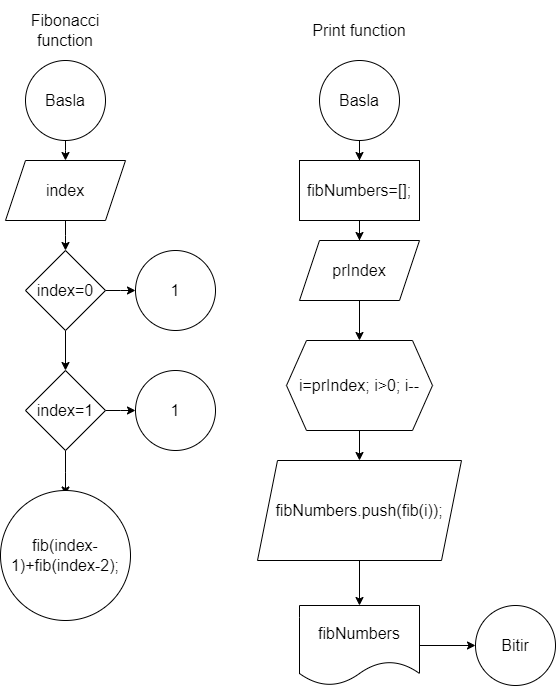 Fibonacci
function
Basla
index
index=0
1
index=1
1
fib(index-
1)+fib(index-2);
Print function
Basla
fibNumbers=[];
prIndex
i=prIndex; i>0; i--
fibNumbers.push(fib(i));
fibNumbers
Bitir